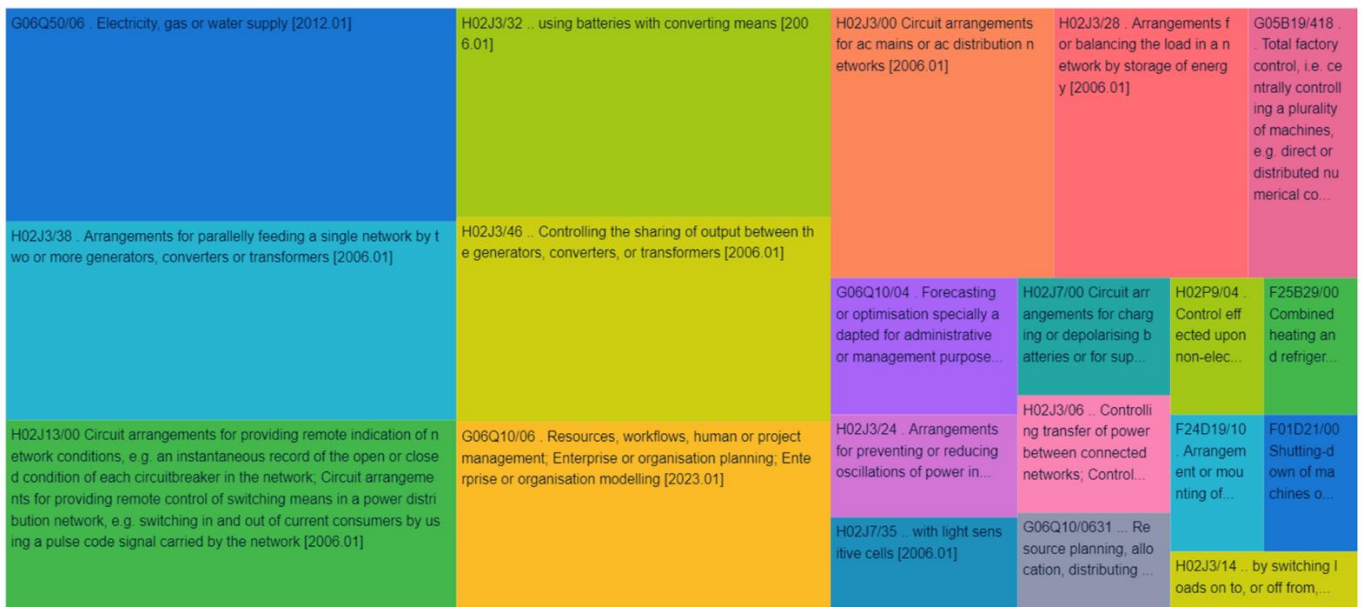 G06Q50/06 . Electricity, gas or water supply [2012.01]
H02J3/38 . Arrangements for parallelly feeding a single network by t
wo or more generators, converters or transformers [2006.01]
H02J13/00 Circuit arrangements for providing remote indication of n
etwork conditions, e.g. an instantaneous record of the open or close
d condition of each circuitbreaker in the network; Circuit arrangeme
nts for providing remote control of switching means in a power distri
bution network, e.g. switching in and out of current consumers by us
ing a pulse code signal carried by the network [2006.01]
H02J3/32 .. using batteries with converting means [200
6.01]
H02J3/46 .. Controlling the sharing of output between th
e generators, converters, or transformers [2006.01]
G06Q10/06 . Resources, workflows, human or project
management; Enterprise or organisation planning; Ente
rprise or organisation modelling [2023.01]
H02J3/00 Circuit arrangements
for ac mains or ac distribution n
etworks [2006.01]
H02J3/28 . Arrangements f
or balancing the load in a n
etwork by storage of energ
y [2006.01]
G05B19/418 .
. Total factory
control, i.e. ce
ntrally controll
ing a plurality
of machines,
e.g. direct or
distributed nu
merical co...
G06Q10/04 . Forecasting
or optimisation specially a
dapted for administrative
or management purpose...
H02J3/24 . Arrangements
for preventing or reducing
oscillations of power in...
H02J7/35 .. with light sens
itive cells [2006.01]
H02J7/00 Circuit arr
angements for charg
ing or depolarising b
atteries or for sup...
H02J3/06 .. Controlli
ng transfer of power
between connected
networks; Control...
G06Q10/0631 ... Re
source planning, allo
cation, distributing ...
H02P9/04 .
Control eff
ected upon
non-elec...
F25B29/00
Combined
heating an
d refriger...
F24D19/10
. Arrangem
ent or mou
nting of...
F01D21/00
Shutting-d
own of ma
chines o...
H02J3/14 .. by switching l
oads on to, or off from,...